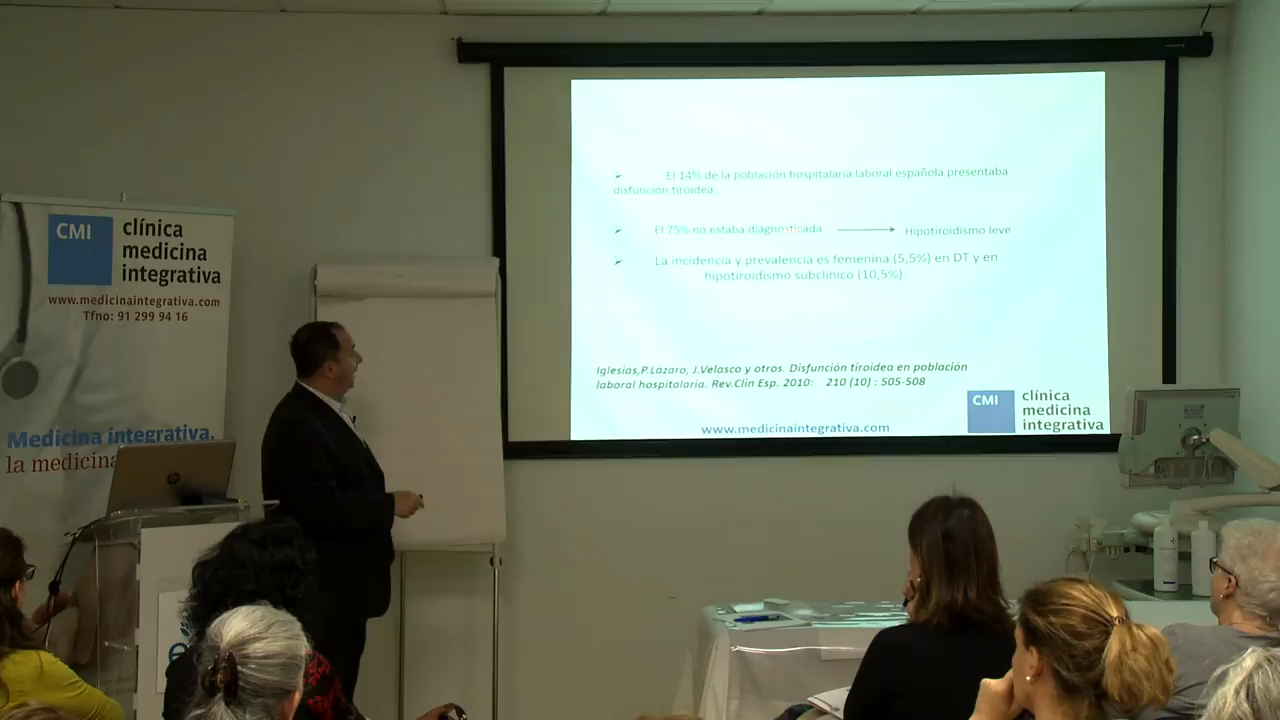 CMI
clínica
medicina
integrativa
www.medicinaintegrativa.com
Tfno: 91 299 94 16
Medicina integrativa,
la medicina
El 14% de la población hospitalaria laboral española presentaba
disfunción tiroidea.
El 75% no estaba diagnosticada
Hipotiroidismo leve
La incidencia y prevalencia es femenina (5,5%) en DT y en
hipotiroidismo subclínico (10,5%).
Iglesias,P.Lazaro, J.Velasco y otros. Disfunción tiroidea en población
laboral hospitalaria. Rev.Clin Esp. 2010: 210 (10) : 505-508
www.medicinaintegrativa.com
CMI
clínica
medicina
integrativa